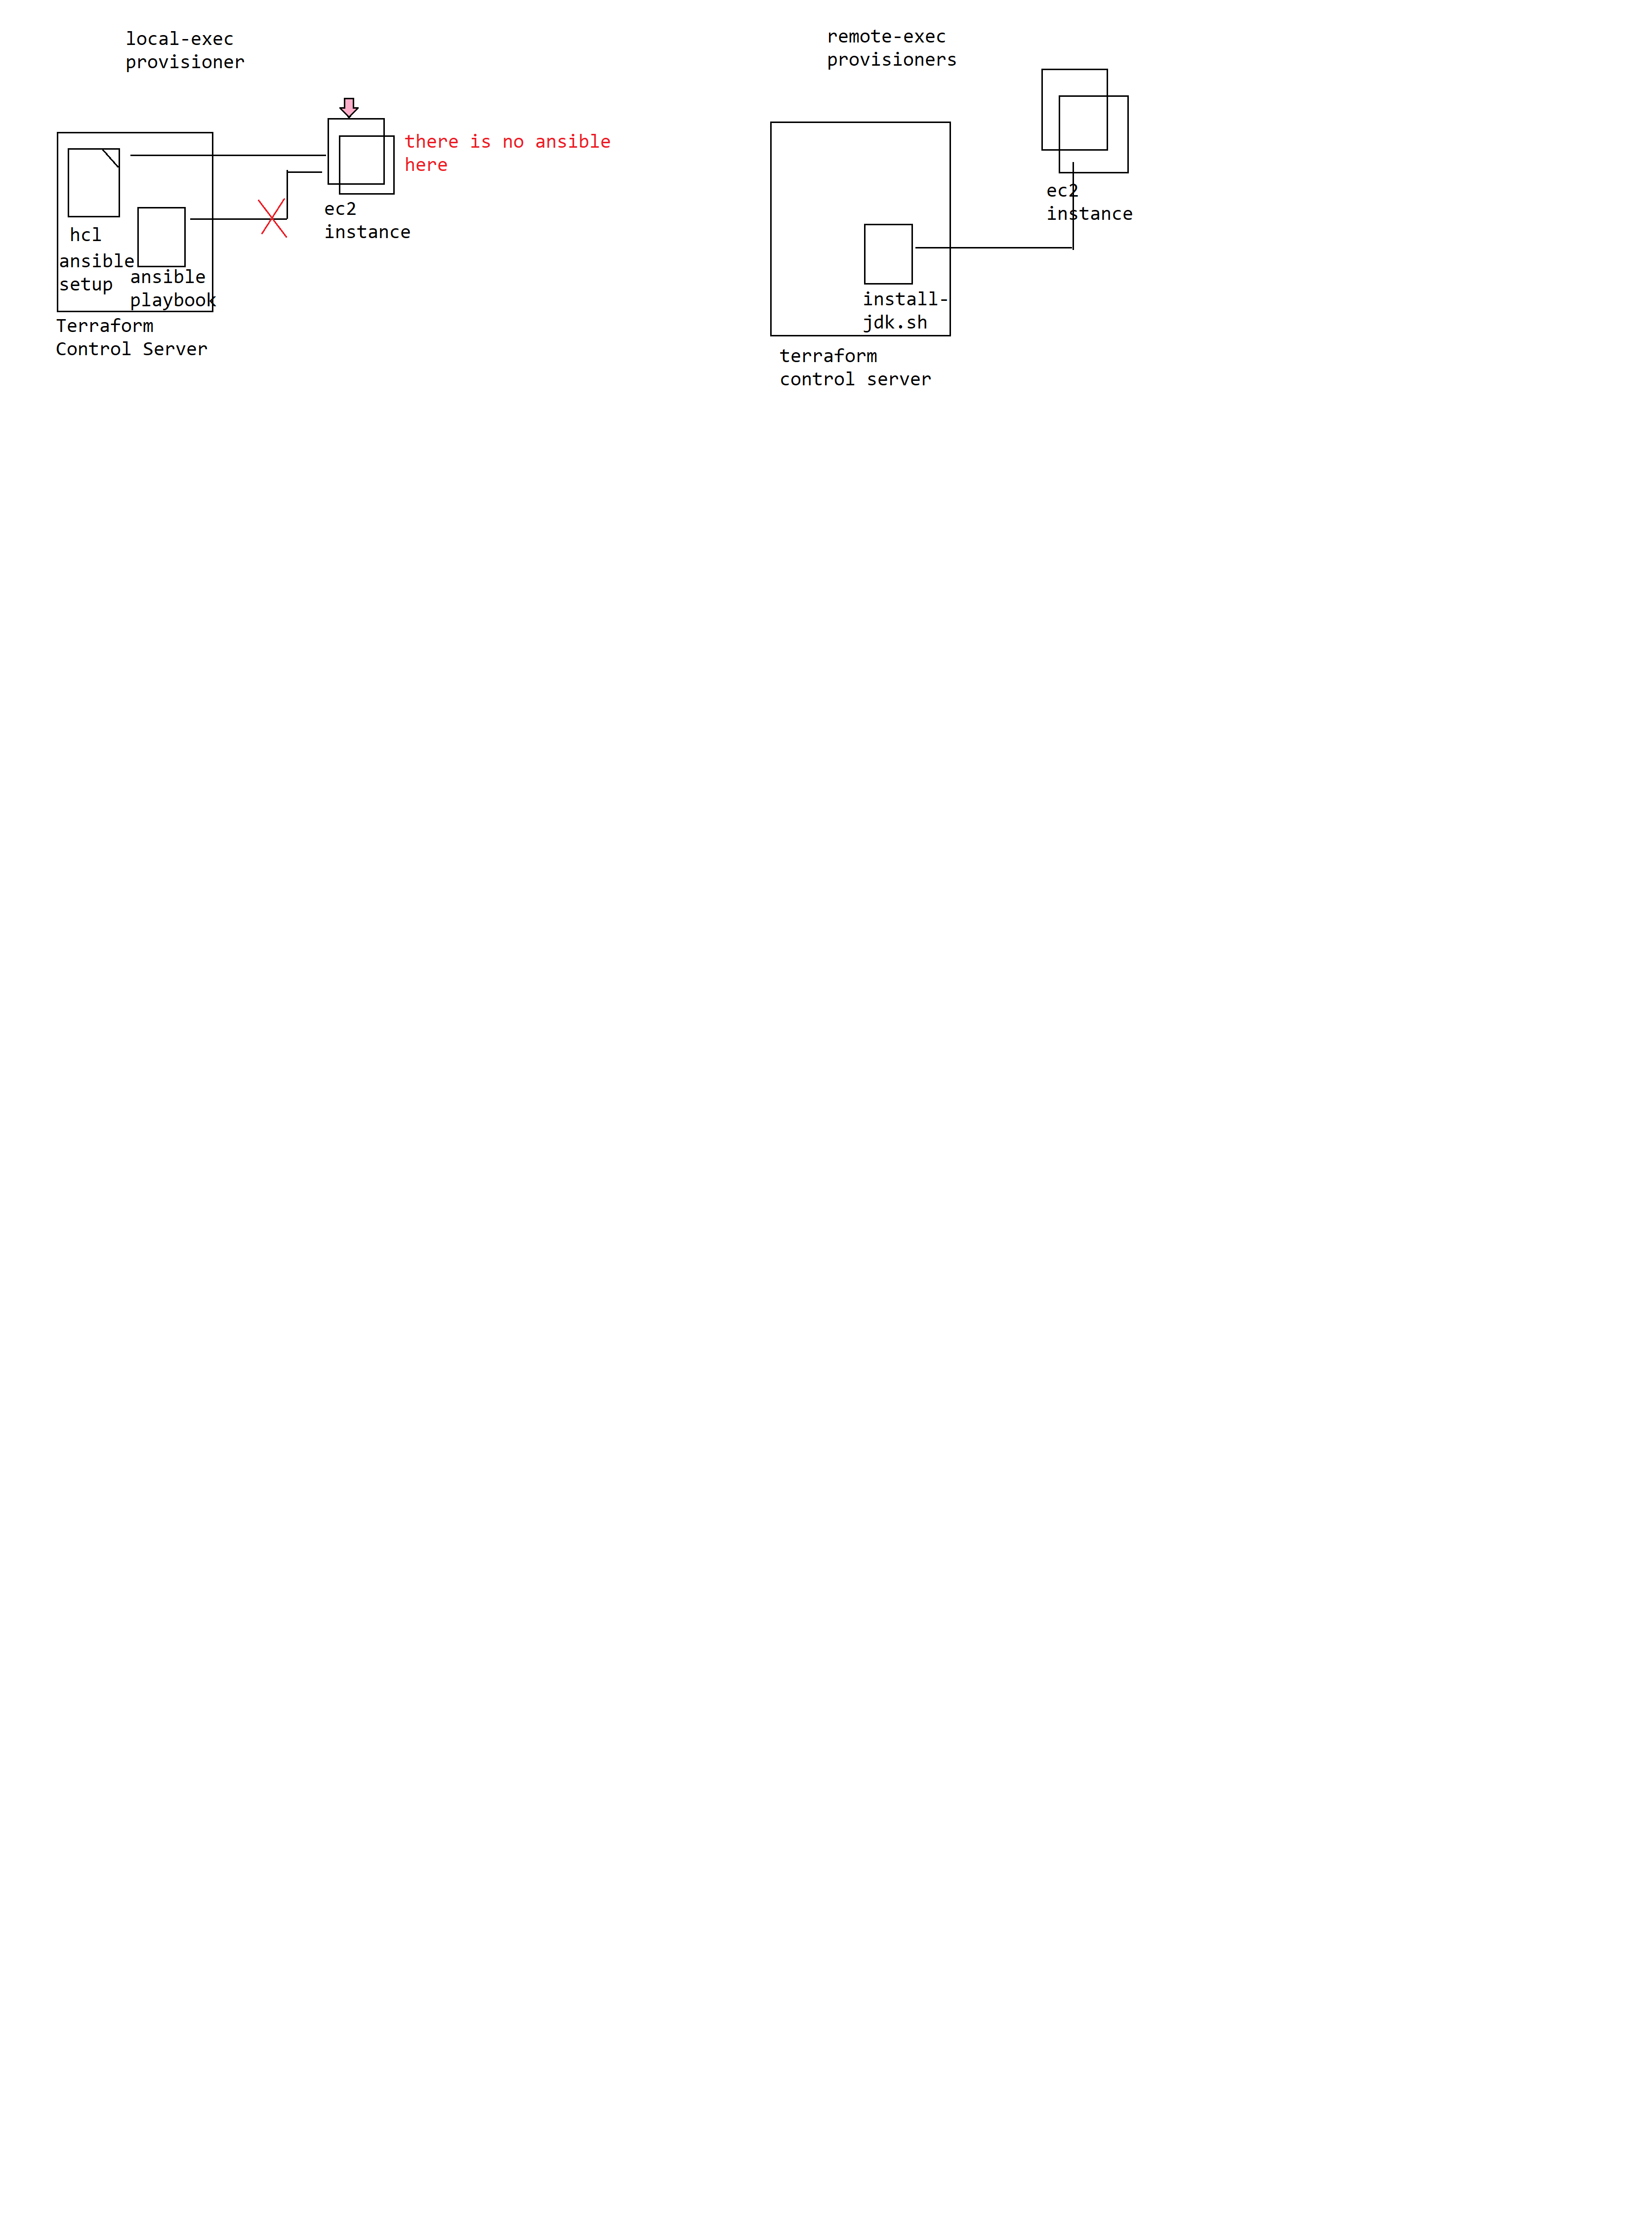 local-exec
provisioner
there is no ansible
here
ec2
instance
hcl
ansible
setup
ansible
playbook
Terraform
Control Server
remote-exec
provisioners
ec2
instance
install-
jdk.sh
terraform
control server